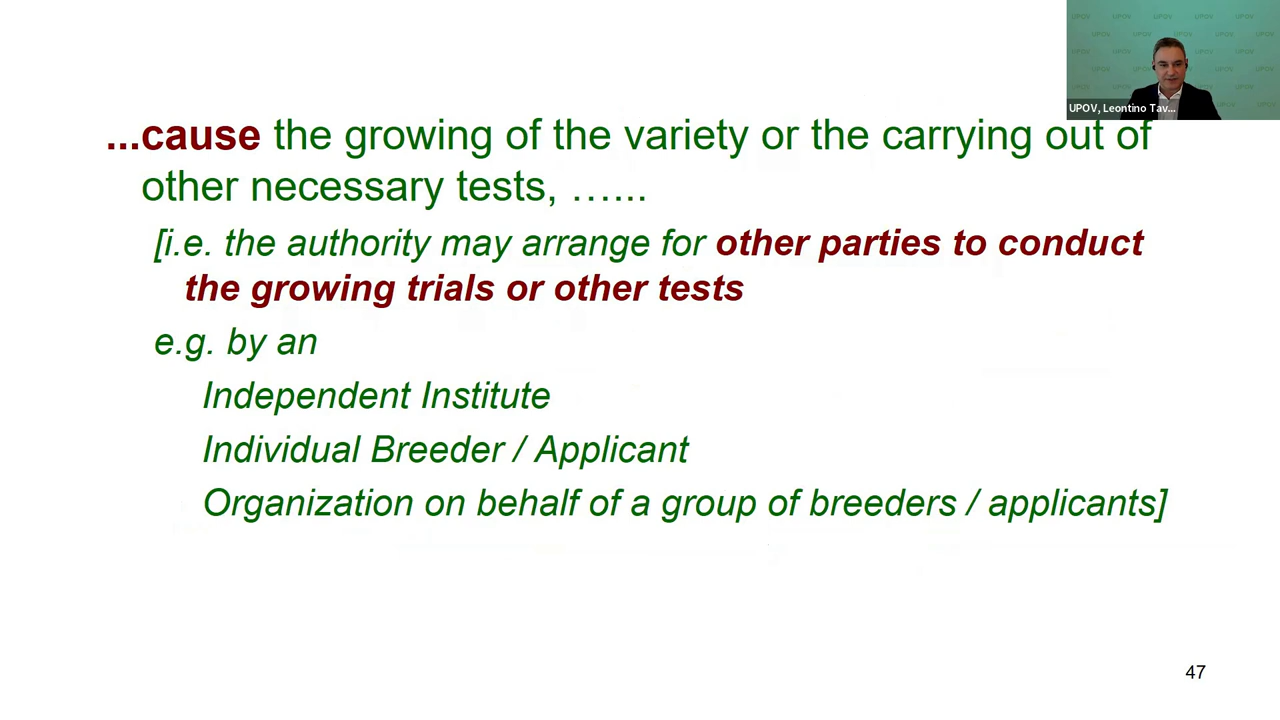 UPOV, Leontino Tav...
...cause the growing of the variety or the carrying out of
other necessary tests, …...
[i.e. the authority may arrange for other parties to conduct
the growing trials or other tests
e.g. by an
Independent Institute
Individual Breeder / Applicant
Organization on behalf of a group of breeders / applicants]
47